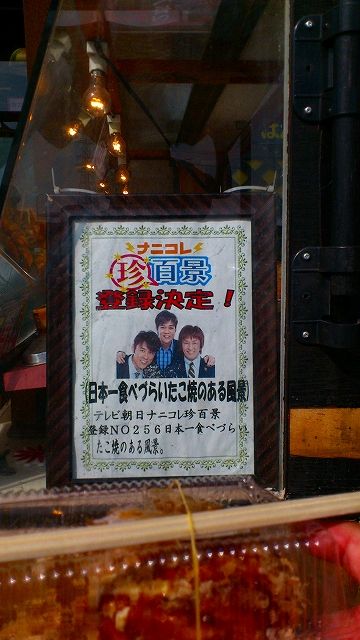 ナニコレ
珍百景
登録決定！
日本一食べづらいたこ焼のある風景
テレビ朝日ナニコレ珍百景
登録NO256日本一食べづらい
たこ焼のある風景。